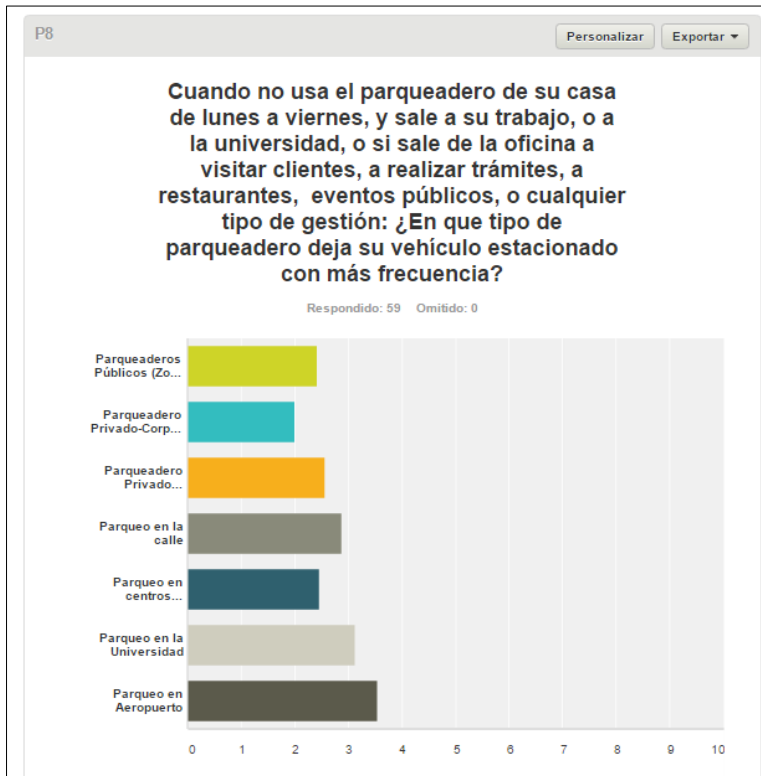 P8
Personalizar
Exportar
Cuando no usa el parqueadero de su casa
de lunes a viernes, y sale a su trabajo, o a
la universidad, o si sale de la oficina a
visitar clientes, a realizar trámites, a
restaurantes, eventos públicos, o cualquier
tipo de gestión: ¿En que tipo de
parqueadero deja su vehículo estacionado
con más frecuencia?
Respondido: 59 Omitido: 0
Parqueaderos
Públicos (Zo...
Parqueadero
Privado-Corp...
Parqueadero
Privado...
Parqueo en la
calle
Parqueo en
centros...
Parqueo en la
Universidad
Parqueo en
Aeropuerto
0 1 2 3 4 5 6 7 8 9 10